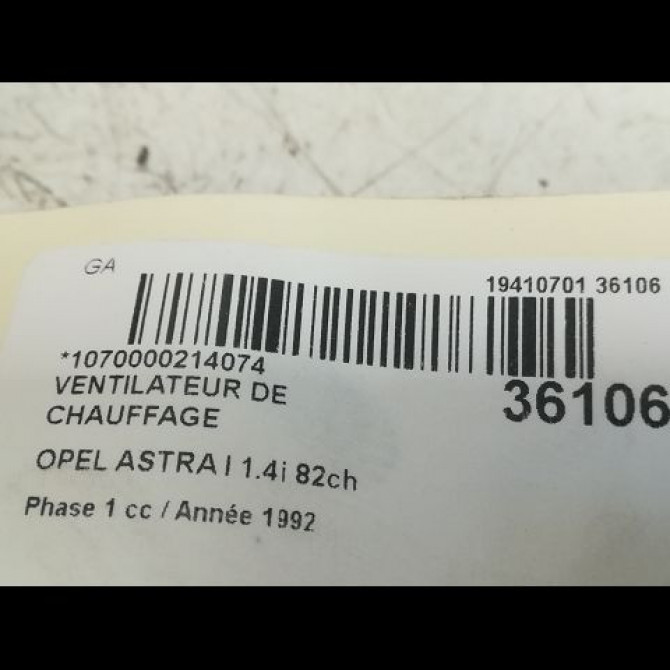 GA
19410701 36106
*1070000214074
36106
VENTILATEUR DE
CHAUFFAGE
OPEL ASTRA I 1.4i 82ch
Phase 1 cc / Année 1992